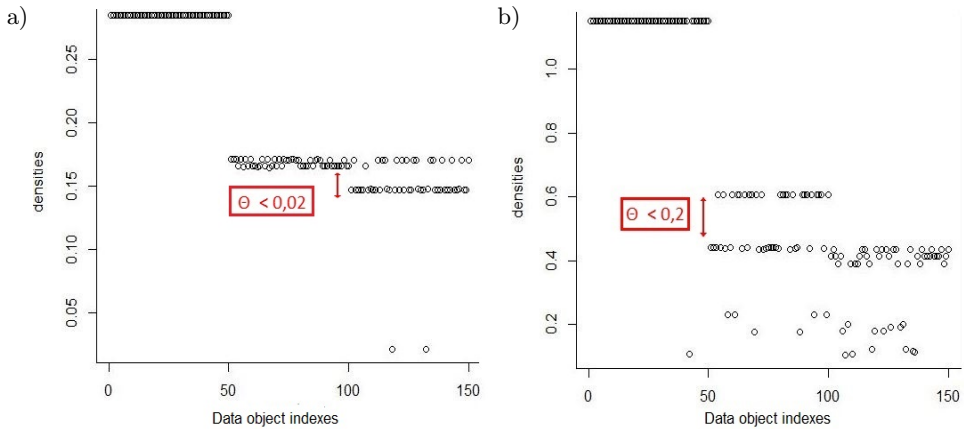 a)
densities
0.25
0.20
0.15
0.10
0.05
Θ < 0,02
0
50
100
150
Data object indexes
b)
densities
1.0
0.8
0.6
0.4
0.2
Θ < 0,2
0
50
100
150
Data object indexes